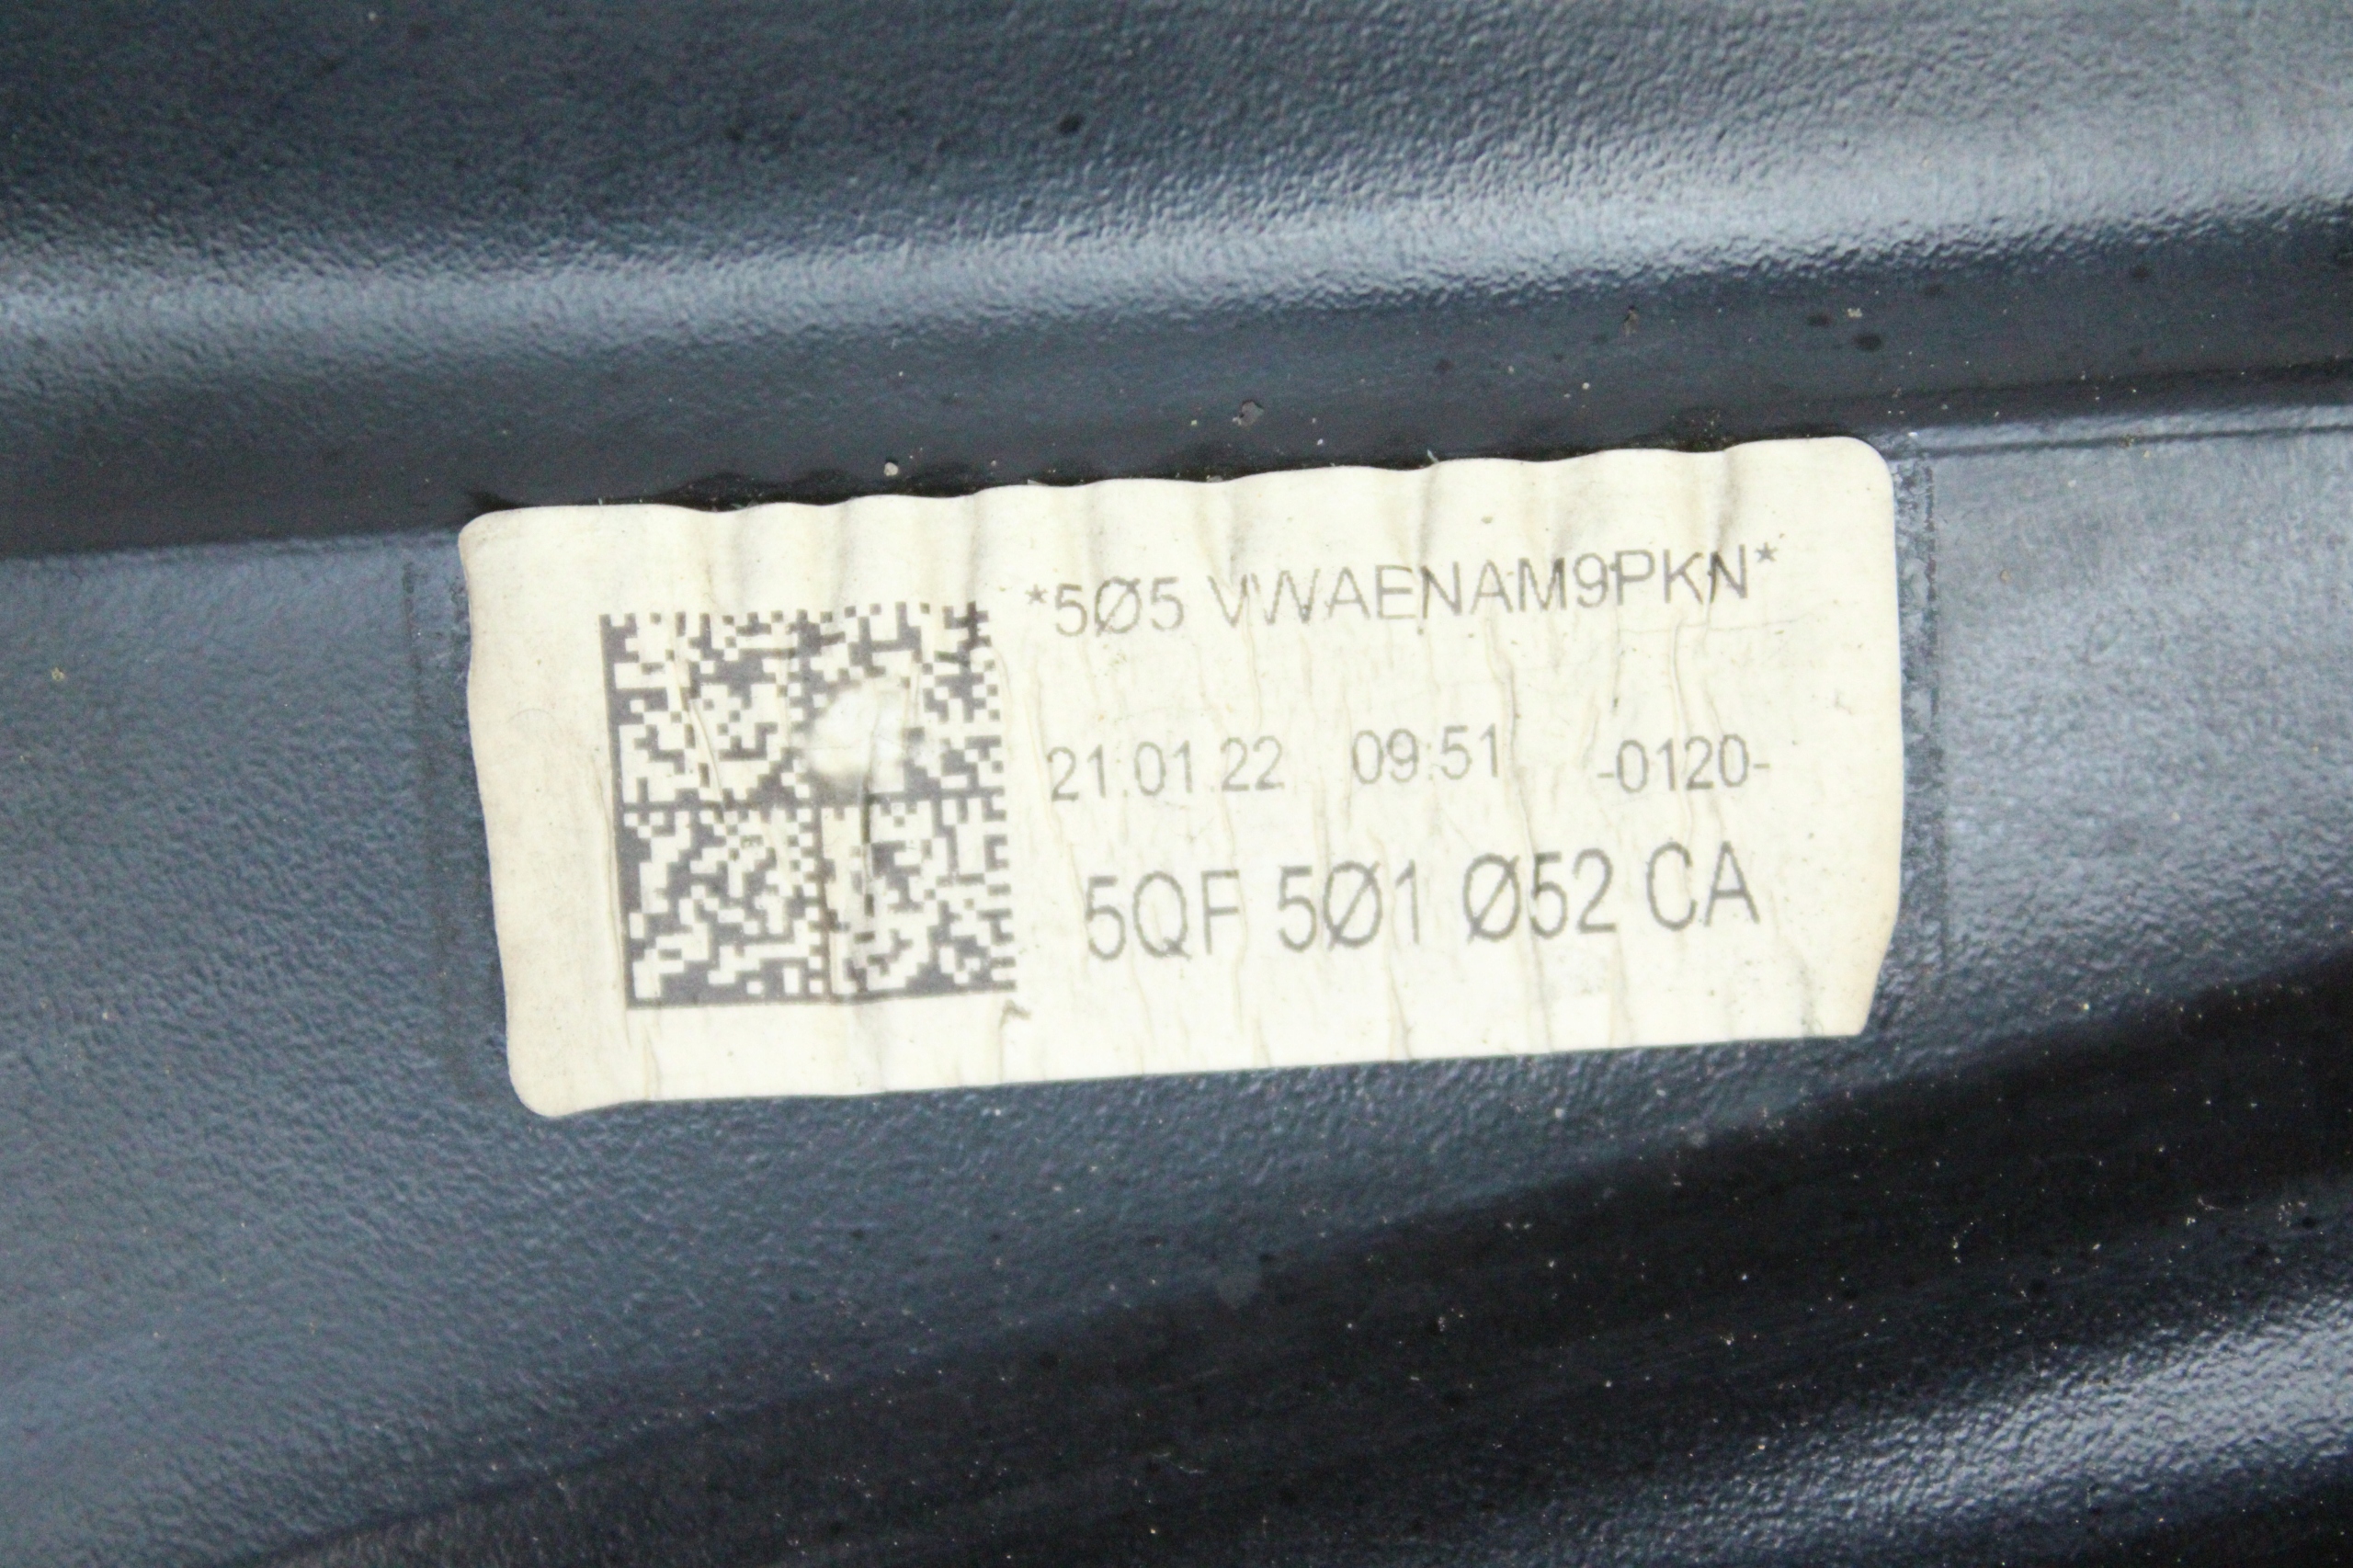 *5Ø5 VWAENAM9PKN*
21.01.22 09:51 -0120-
5QF 5Ø1 Ø52 CA